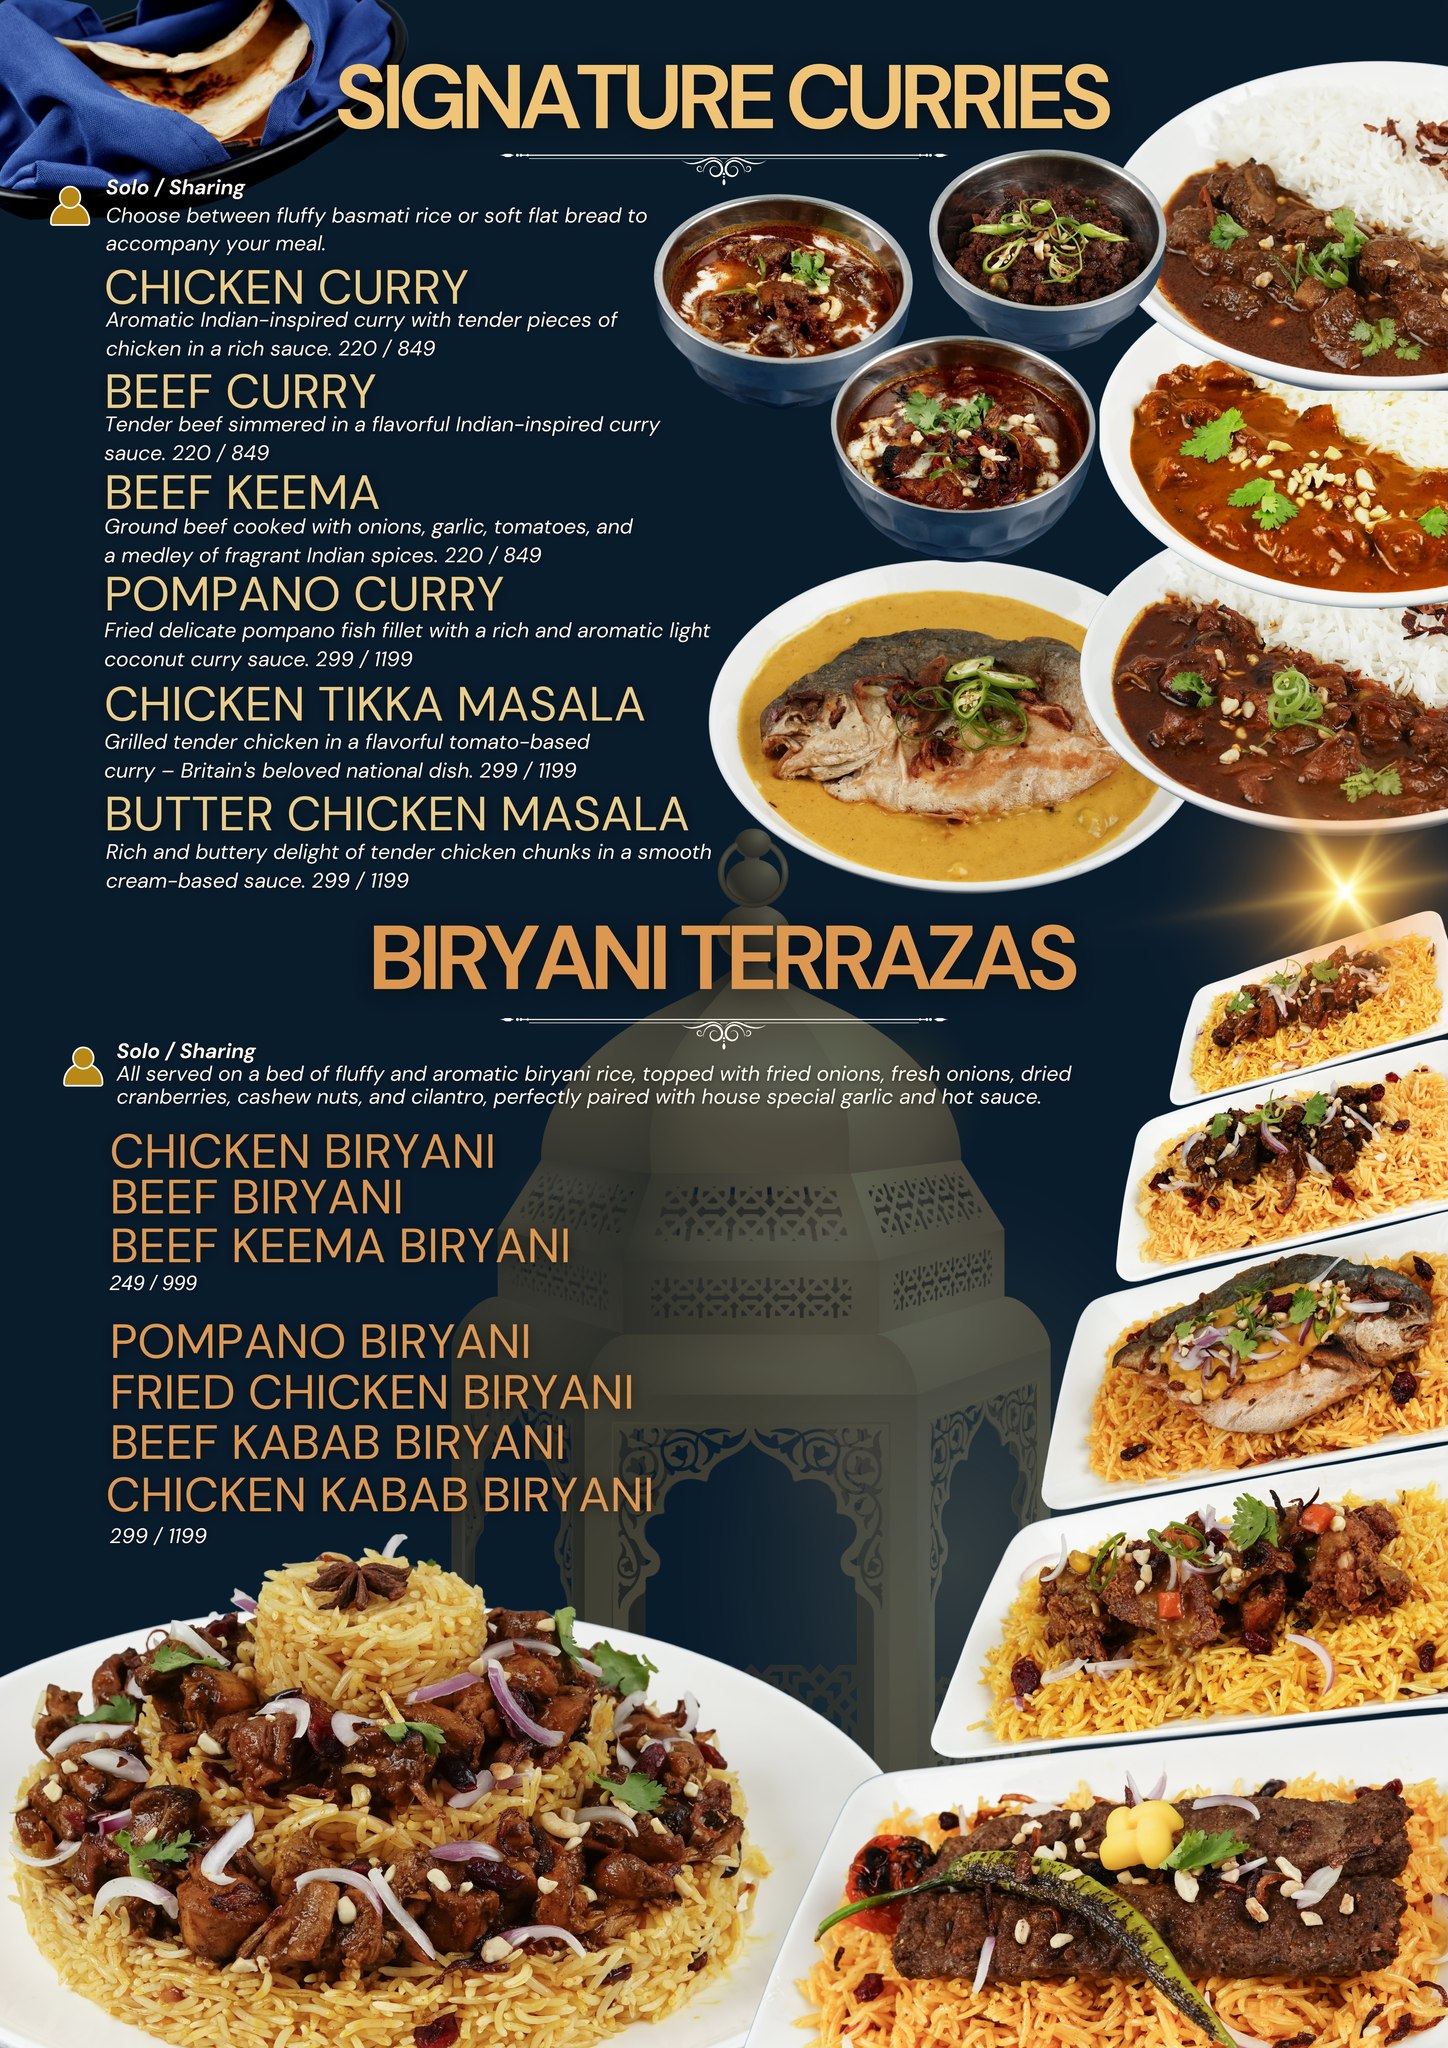 SIGNATURE CURRIES
Solo / Sharing
Choose between fluffy basmati rice or soft flat bread to
accompany your meal.
CHICKEN CURRY
Aromatic Indian-inspired curry with tender pieces of
chicken in a rich sauce. 220 / 849
BEEF CURRY
Tender beef simmered in a flavorful Indian-inspired curry
sauce. 220 / 849
BEEF KEEMA
Ground beef cooked with onions, garlic, tomatoes, and
a medley of fragrant Indian spices. 220 / 849
POMPANO CURRY
Fried delicate pompano fish fillet with a rich and aromatic light
coconut curry sauce. 299 / 1199
CHICKEN TIKKA MASALA
Grilled tender chicken in a flavorful tomato-based
curry – Britain's beloved national dish. 299 / 1199
BUTTER CHICKEN MASALA
Rich and buttery delight of tender chicken chunks in a smooth
cream-based sauce. 299 / 1199
BIRYANI TERRAZAS
Solo / Sharing
All served on a bed of fluffy and aromatic biryani rice, topped with fried onions, fresh onions, dried
cranberries, cashew nuts, and cilantro, perfectly paired with house special garlic and hot sauce.
CHICKEN BIRYANI
BEEF BIRYANI
BEEF KEEMA BIRYANI
249 / 999
POMPANO BIRYANI
FRIED CHICKEN BIRYANI
BEEF KABAB BIRYANI
CHICKEN KABAB BIRYANI
299 / 1199